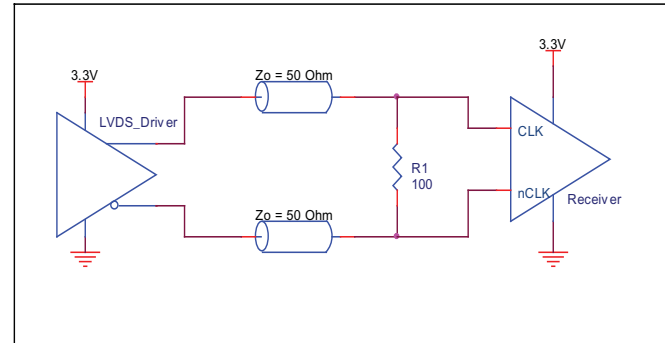 3.3V
LVDS_Driver
Zo = 50 Ohm
Zo = 50 Ohm
R1
100
3.3V
CLK
nCLK
Receiver